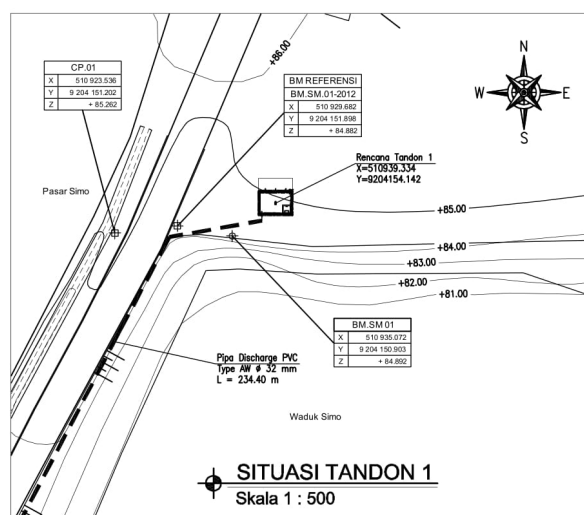 +86.00
CP.01
X 510 923.536
Y 9 204 151.202
Z + 85.262
BM REFERENSI
BM.SM.01-2012
X 510 929.682
Y 9 204 151.898
Z + 84.882
N
W E
S
Rencana Tandon 1
X=510939.334
Y=9204154.142
Pasar Simo
+85.00
+84.00
+83.00
+82.00
+81.00
BM.SM 01
X 510 935.072
Y 9 204 150.903
Z + 84.892
Pipa Discharge PVC
Type AW ø 32 mm
L = 234.40 m
Waduk Simo
SITUASI TANDON 1
Skala 1 : 500